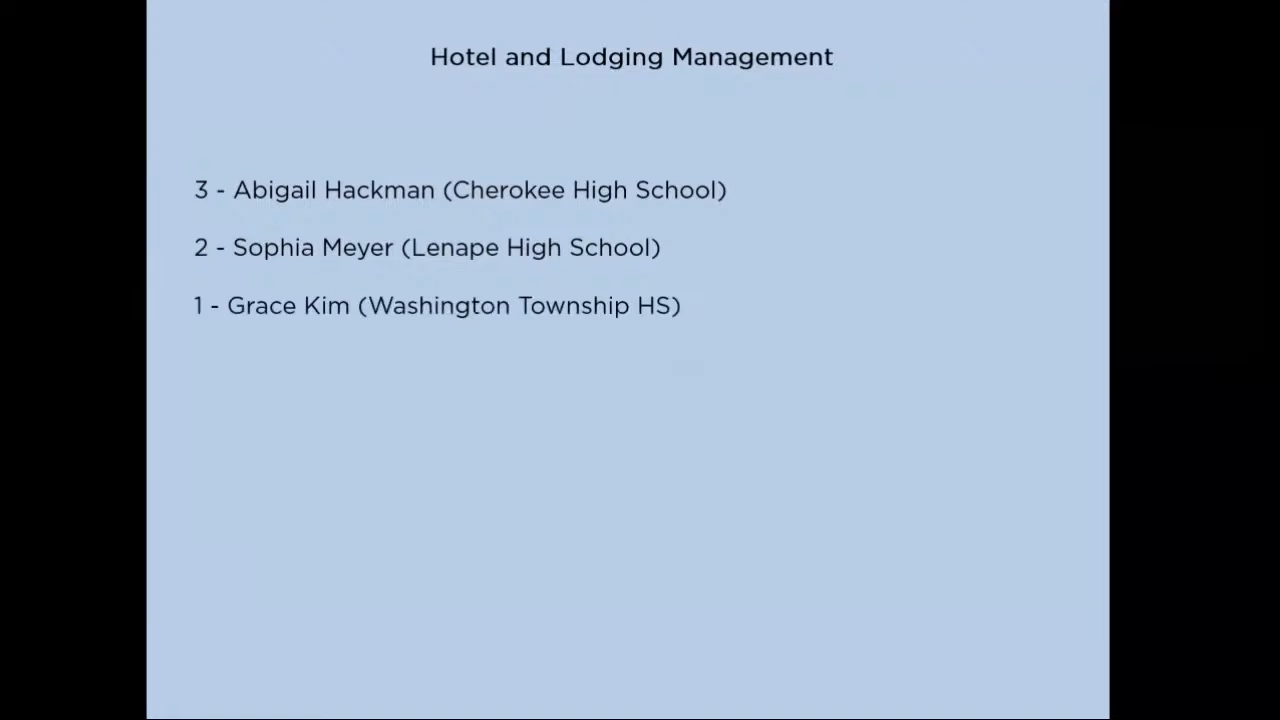 Hotel and Lodging Management
3 - Abigail Hackman (Cherokee High School)
2 - Sophia Meyer (Lenape High School)
1 - Grace Kim (Washington Township HS)